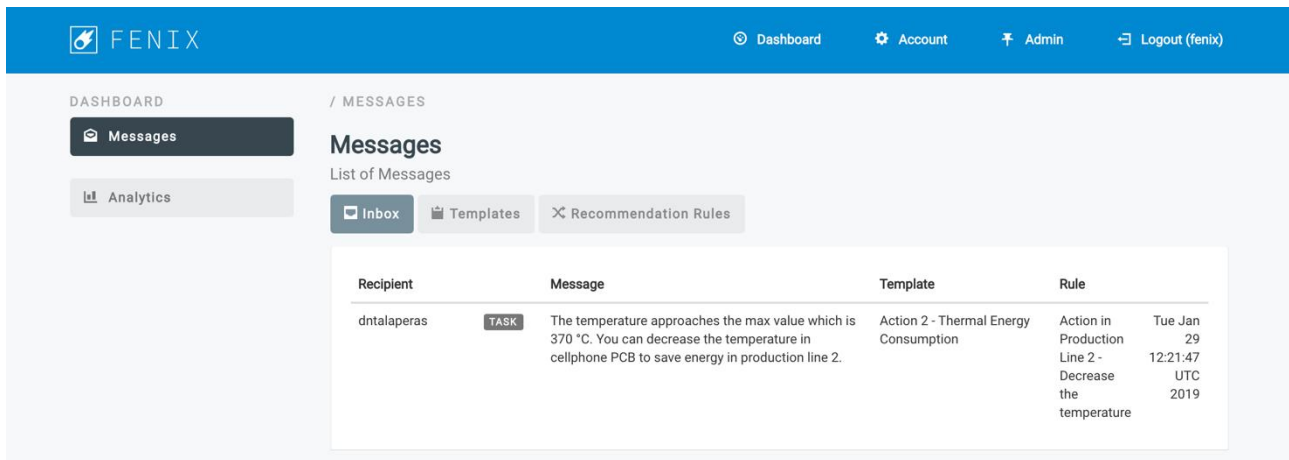 FENIX
Dashboard
Account
Admin
Logout (fenix)
DASHBOARD
Messages
Analytics
/ MESSAGES
Messages
List of Messages
Inbox
Templates
Recommendation Rules
Recipient
Message
Template
Rule
dntalaperas
TASK
The temperature approaches the max value which is
370 °C. You can decrease the temperature in
cellphone PCB to save energy in production line 2.
Action 2 - Thermal Energy
Consumption
Action in
Production
Line 2 -
Decrease
the
temperature
Tue Jan
29
12:21:47
UTC
2019